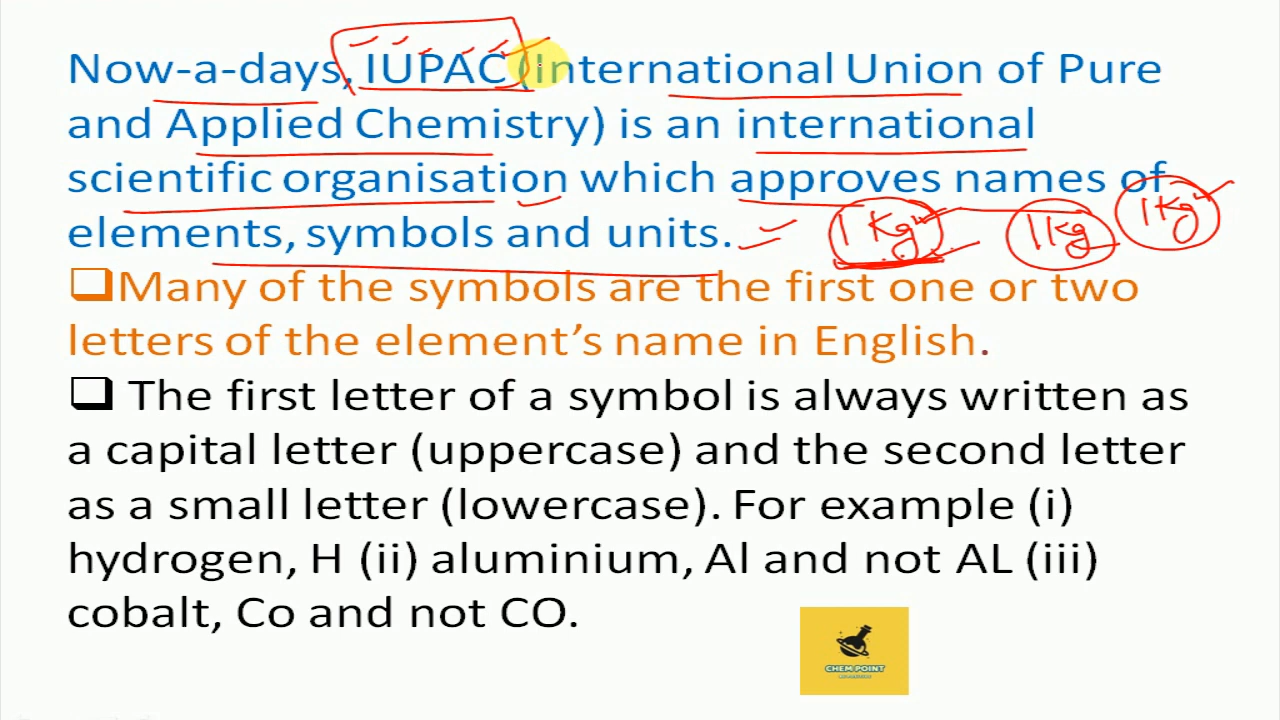 Now-a-days, IUPAC (International Union of Pure
and Applied Chemistry) is an international
scientific organisation which approves names of
elements, symbols and units.
1 Kg
1 Kg
1 Kg
Many of the symbols are the first one or two
letters of the element’s name in English.
The first letter of a symbol is always written as
a capital letter (uppercase) and the second letter
as a small letter (lowercase). For example (i)
hydrogen, H (ii) aluminium, Al and not AL (iii)
cobalt, Co and not CO.
CHEM POINT